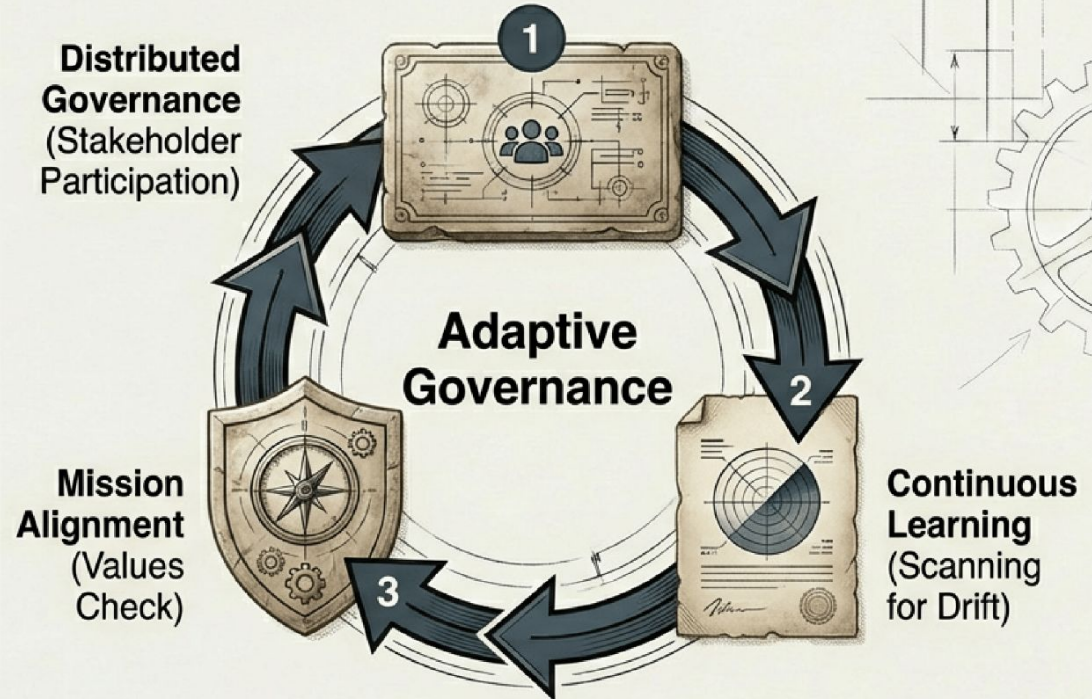 1
Distributed
Governance
(Stakeholder
Participation)
Adaptive
Governance
2
Continuous
Learning
(Scanning
for Drift)
3
Mission
Alignment
(Values
Check)